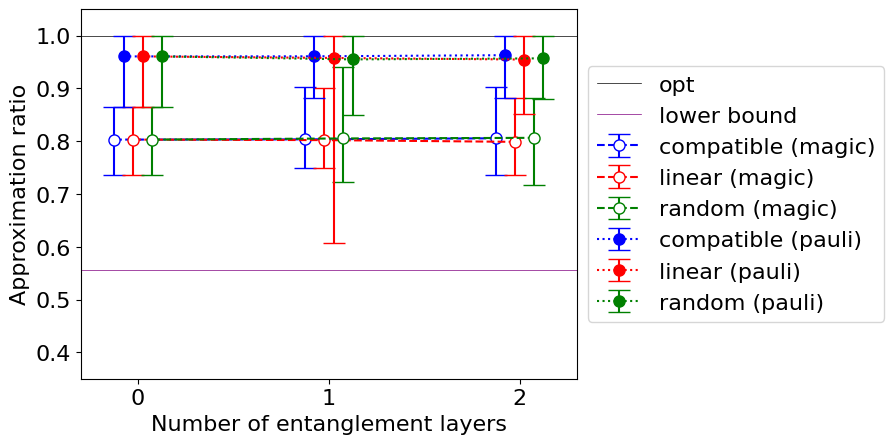 1.0
0.9
0.8
0.7
0.6
0.5
0.4
Approximation ratio
0
1
2
Number of entanglement layers
opt
lower bound
compatible (magic)
linear (magic)
random (magic)
compatible (pauli)
linear (pauli)
random (pauli)